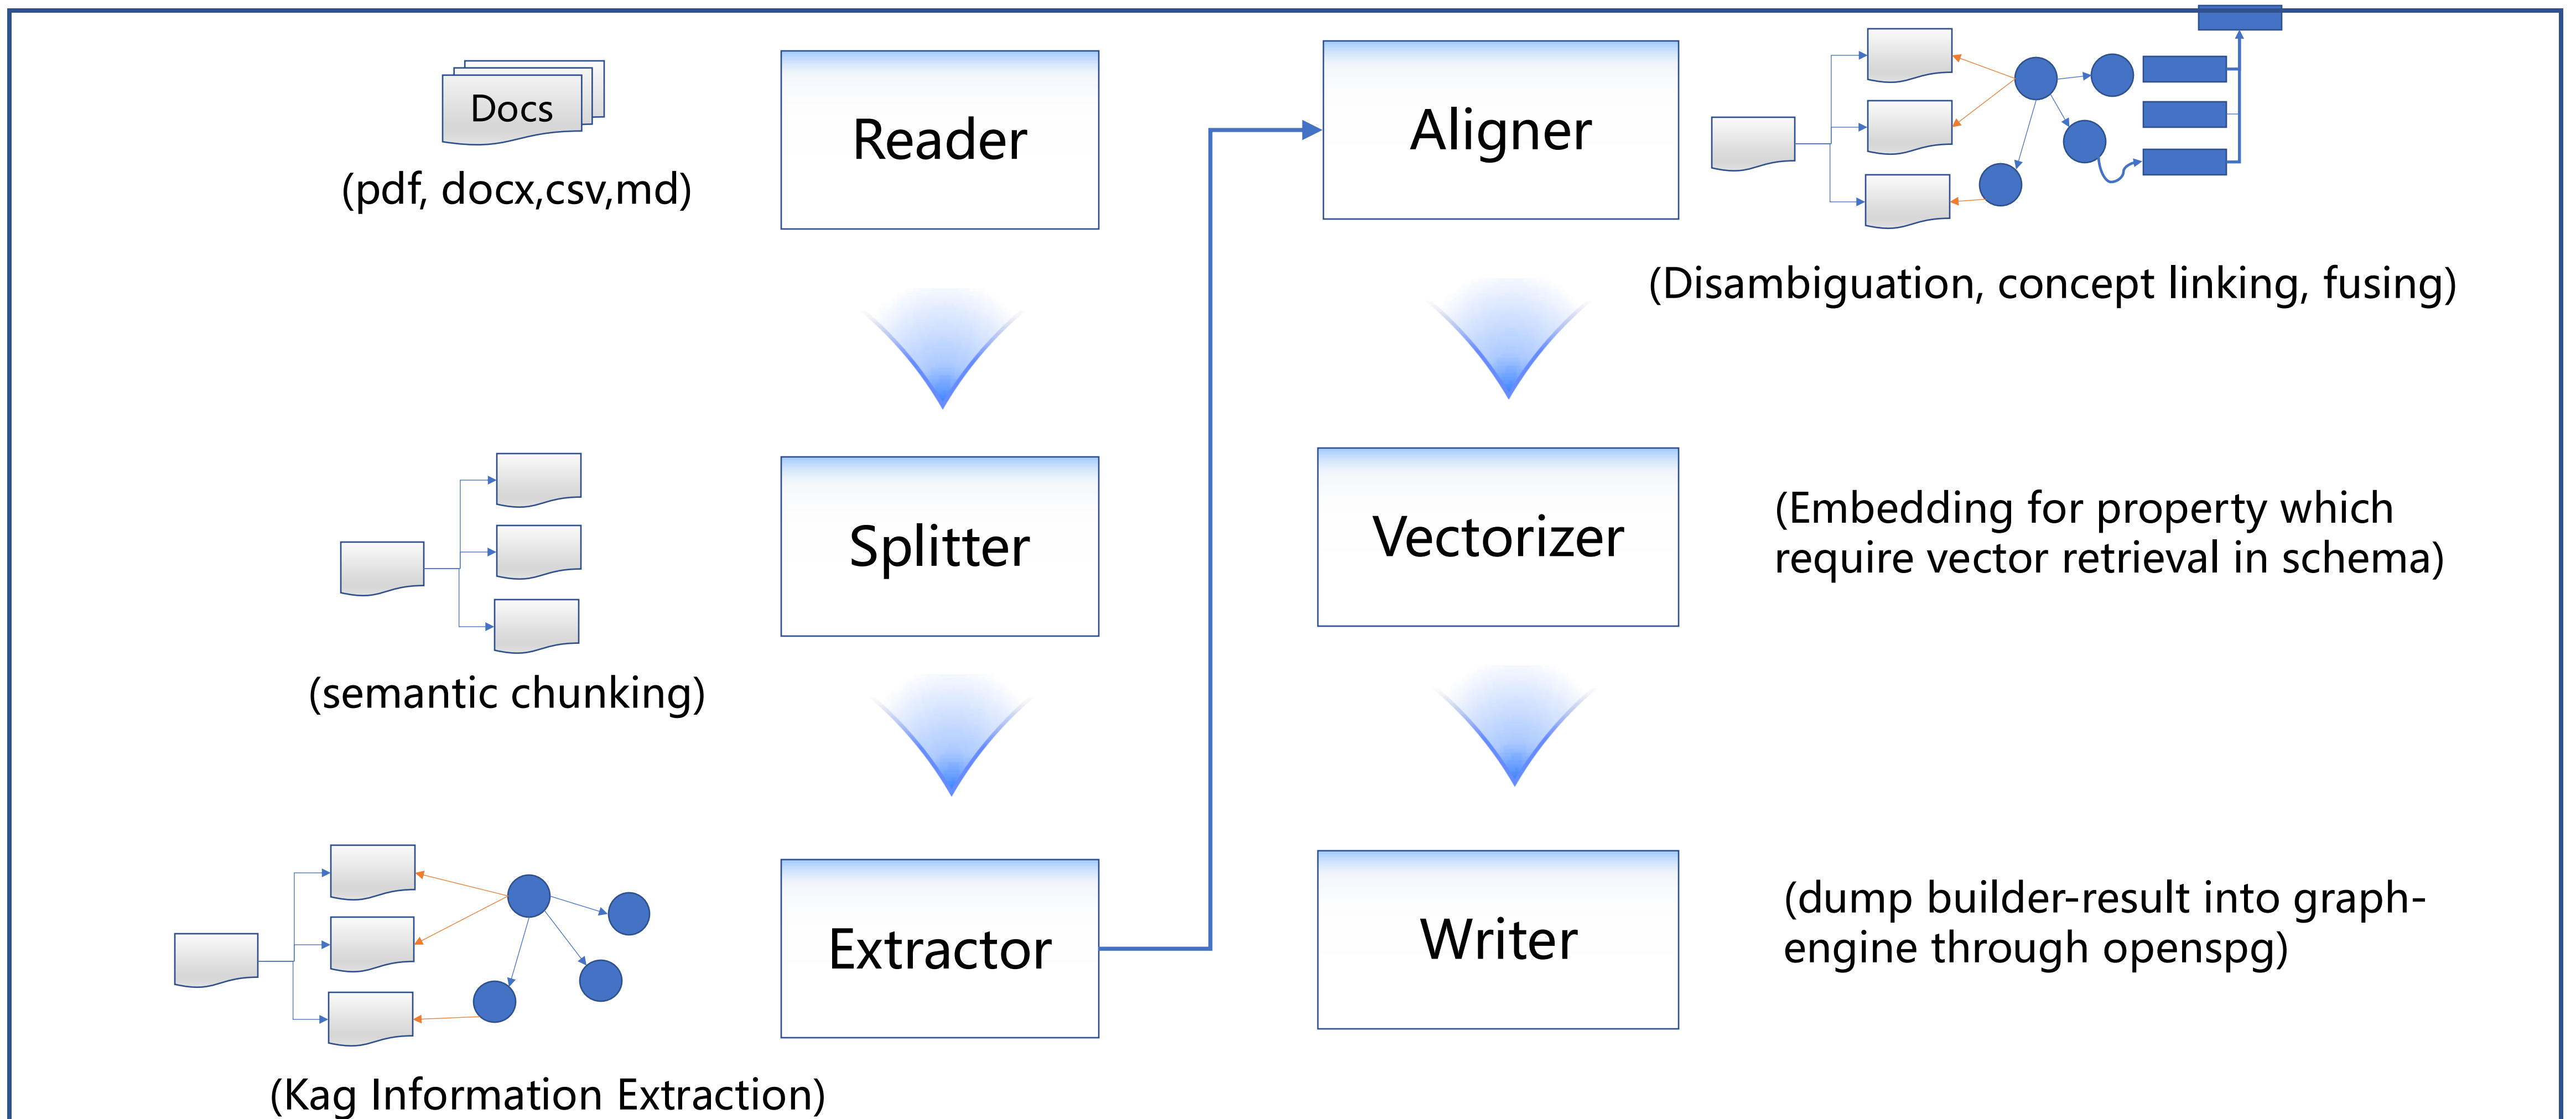 Docs
(pdf, docx,csv,md)
Reader
Splitter
(semantic chunking)
Extractor
(Kag Information Extraction)
Aligner
(Disambiguation, concept linking, fusing)
Vectorizer
(Embedding for property which
require vector retrieval in schema)
Writer
(dump builder-result into graph-
engine through openspg)